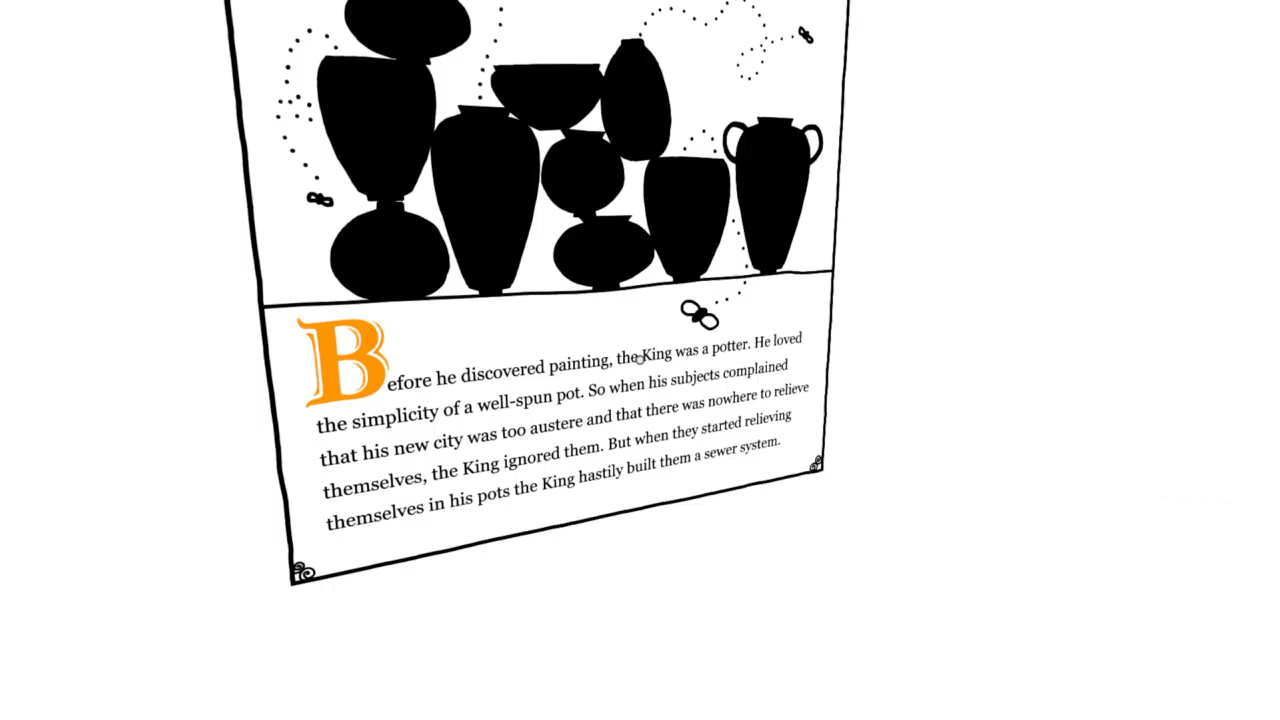 Before he discovered painting, the King was a potter. He loved
the simplicity of a well-spun pot. So when his subjects complained
that his new city was too austere and that there was nowhere to relieve
themselves, the King ignored them. But when they started relieving
themselves in his pots the King hastily built them a sewer system.